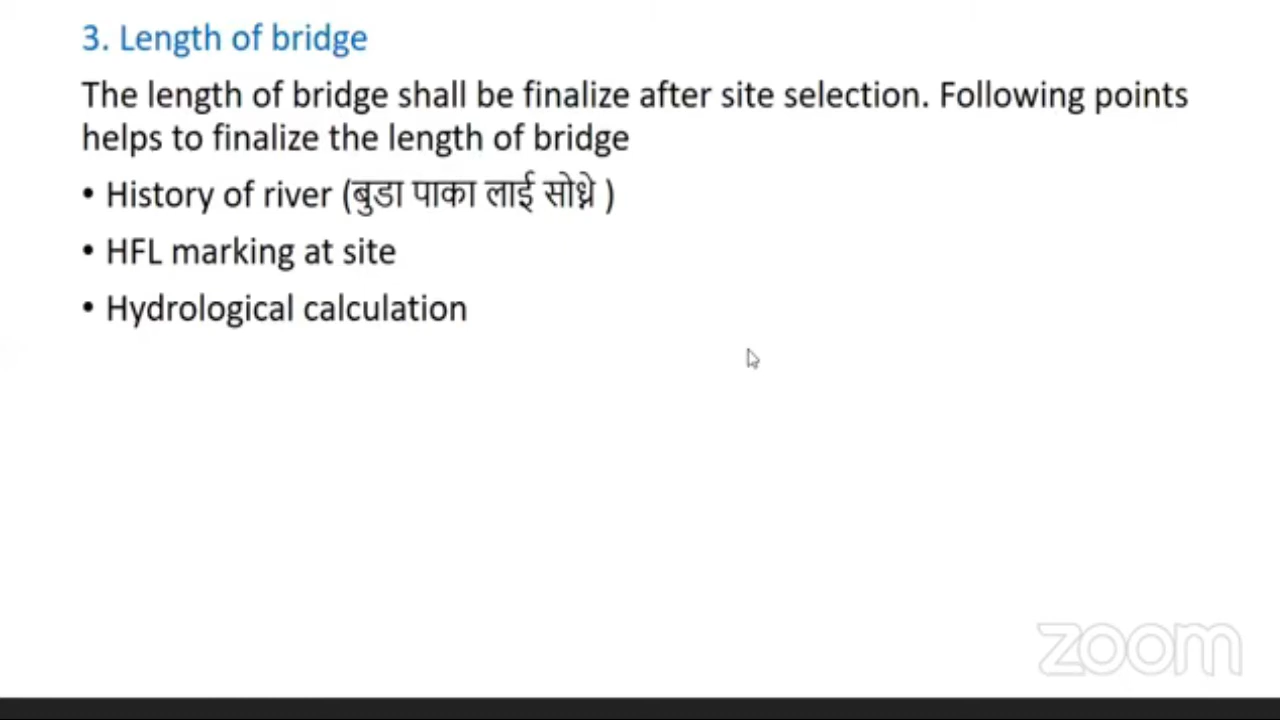 3. Length of bridge
The length of bridge shall be finalize after site selection. Following points
helps to finalize the length of bridge
• History of river (बुडा पाका लाई सोध्ने )
• HFL marking at site
• Hydrological calculation
zoom